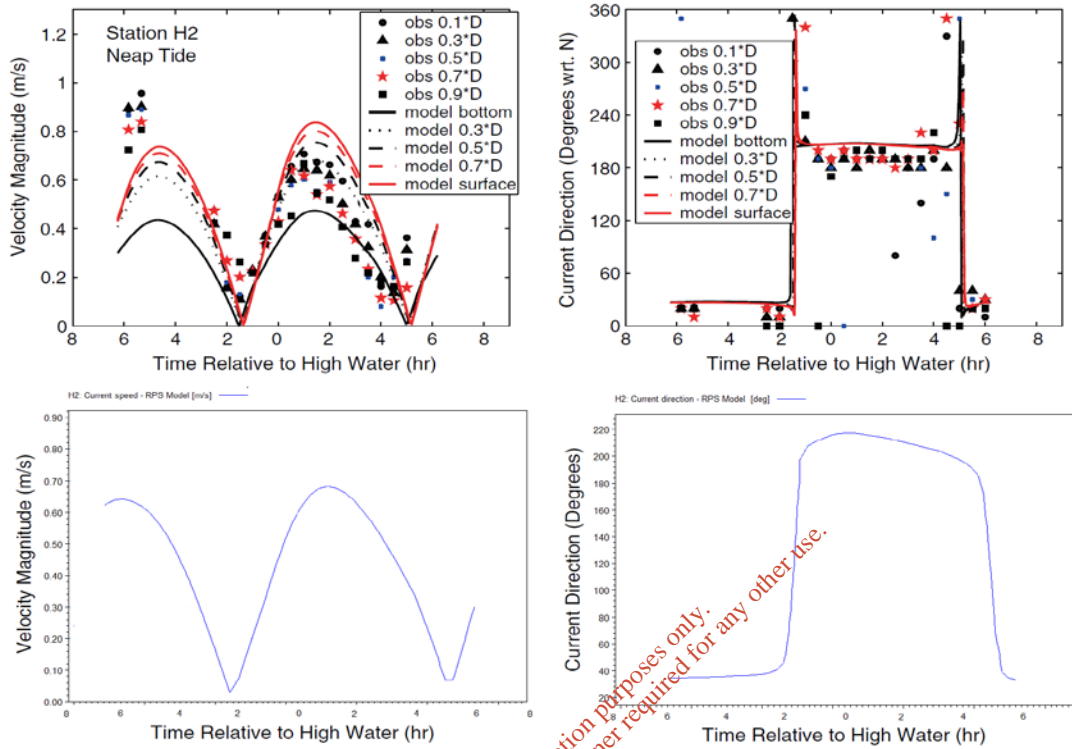 Station H2
Neap Tide
obs 0.1*D
obs 0.3*D
obs 0.5*D
obs 0.7*D
obs 0.9*D
model bottom
model 0.3*D
model 0.5*D
model 0.7*D
model surface
Velocity Magnitude (m/s)
1.2
1
0.8
0.6
0.4
0.2
0
8 6 4 2 0 2 4 6 8
Time Relative to High Water (hr)
obs 0.1*D
obs 0.3*D
obs 0.5*D
obs 0.7*D
obs 0.9*D
model bottom
model 0.3*D
model 0.5*D
model 0.7*D
model surface
Current Direction (Degrees wrt. N)
360
300
240
180
120
60
0
8 6 4 2 0 2 4 6 8
Time Relative to High Water (hr)
H2: Current speed - RPS Model [m/s]
Velocity Magnitude (m/s)
0.90
0.80
0.70
0.60
0.50
0.40
0.30
0.20
0.10
0.00
8 6 4 2 0 2 4 6 8
Time Relative to High Water (hr)
H2: Current direction - RPS Model [deg]
Current Direction (Degrees)
220
200
180
160
140
120
100
80
60
40
20
8 6 4 2 0 2 4 6
Time Relative to High Water (hr)
purposes only.
required for any other use.